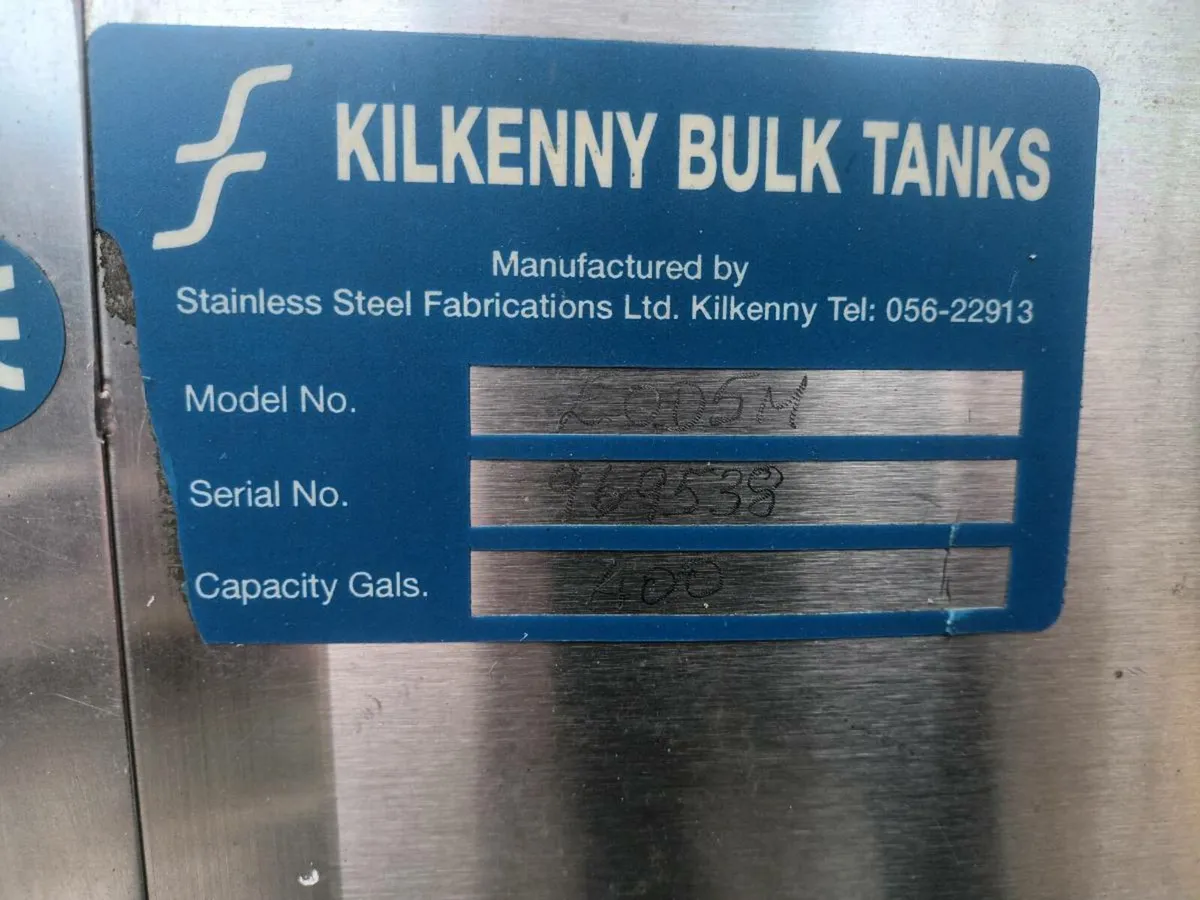 KILKENNY BULK TANKS
Manufactured by
Stainless Steel Fabrications Ltd. Kilkenny Tel: 056-22913
Model No.
Serial No. 969538
Capacity Gals. 400